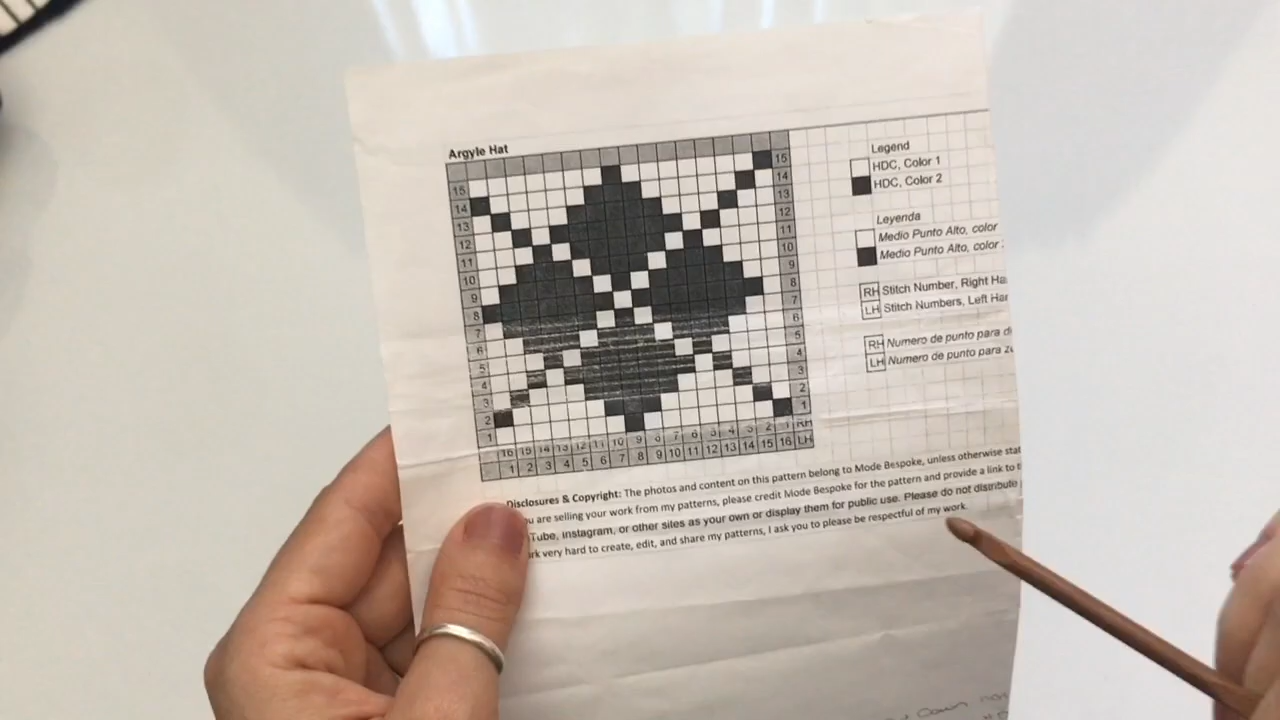 Argyle Hat
Legend
HDC, Color 1
HDC, Color 2
Leyenda
Medio Punto Alto, color
Medio Punto Alto, color
RH Stitch Number, Right
LH Stitch Numbers, Left
RH Numero de punto para
LH Numero de punto para
15 15
14 14
13 13
12 12
11 11
10 10
9 9
8 8
7 7
6 6
5 5
4 4
3 3
2 2
1 1
16 15 14 13 12 11 10 9 8 7 6 5 4 3 2 1 RH
1 2 3 4 5 6 7 8 9 10 11 12 13 14 15 16 LH
Disclosures & Copyright: The photos and content on this pattern belong to Mode Bespoke, unless otherwise
you are selling your work from my patterns, please credit Mode Bespoke for the pattern and provide a link to
Tube, instagram, or other sites as your own or display them for public use. Please do not distribute
very hard to create, edit, and share my patterns, I ask you to please be respectful of my work.